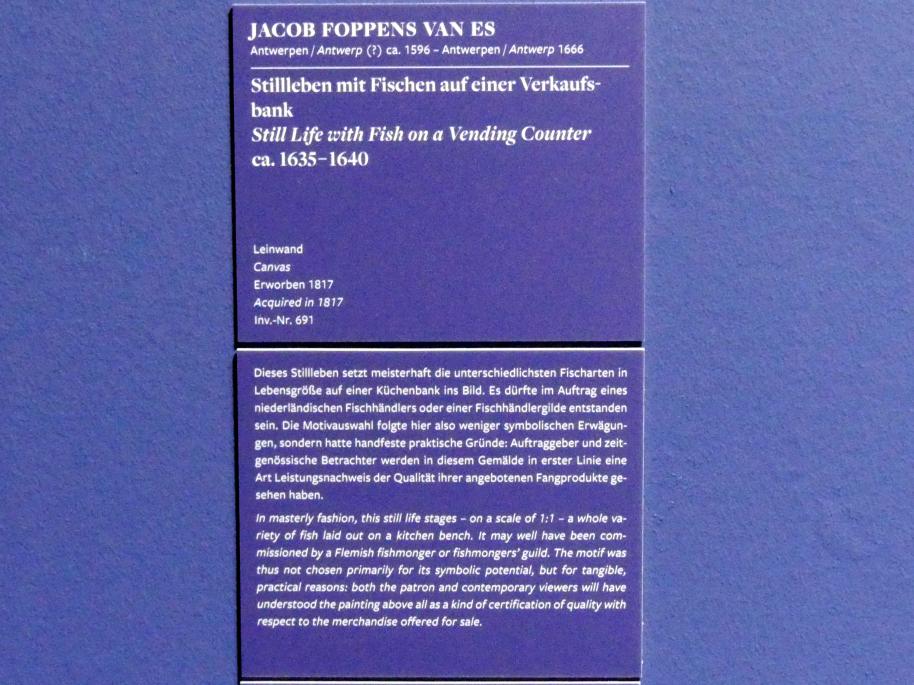 JACOB FOPPENS VAN ES
Antwerpen / Antwerp (?) ca. 1596 – Antwerpen / Antwerp 1666
Stillleben mit Fischen auf einer Verkaufs-
bank
Still Life with Fish on a Vending Counter
ca. 1635–1640
Leinwand
Canvas
Erworben 1817
Acquired in 1817
Inv.-Nr. 691
Dieses Stillleben setzt meisterhaft die unterschiedlichsten Fischarten in
Lebensgröße auf einer Küchenbank ins Bild. Es dürfte im Auftrag eines
niederländischen Fischhändlers oder einer Fischhändlergilde entstanden
sein. Die Motivauswahl folgte hier also weniger symbolischen Erwägun-
gen, sondern hatte handfeste praktische Gründe: Auftraggeber und zeit-
genössische Betrachter werden in diesem Gemälde in erster Linie eine
Art Leistungsnachweis der Qualität ihrer angebotenen Fangprodukte ge-
sehen haben.
In masterly fashion, this still life stages – on a scale of 1:1 – a whole va-
riety of fish laid out on a kitchen bench. It may well have been com-
missioned by a Flemish fishmonger or fishmongers' guild. The motif was
thus not chosen primarily for its symbolic potential, but for tangible,
practical reasons: both the patron and contemporary viewers will have
understood the painting above all as a kind of certification of quality with
respect to the merchandise offered for sale.